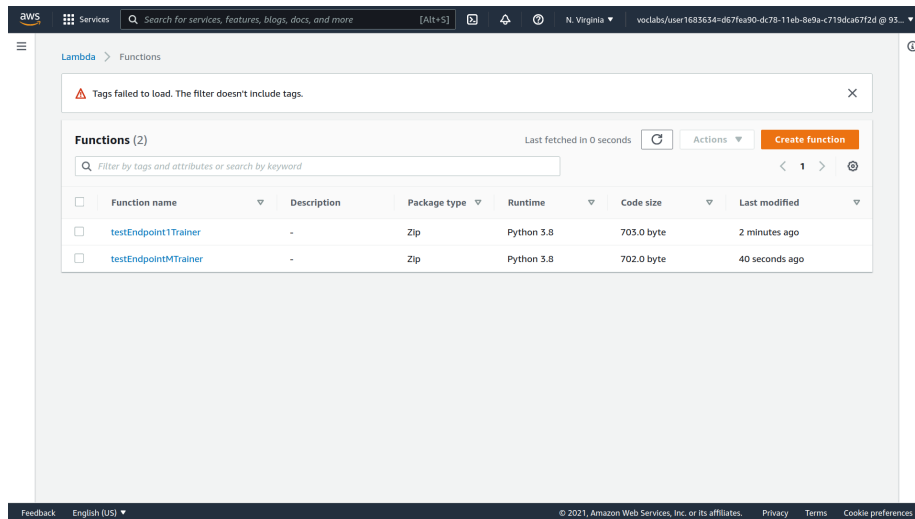 aws Services Search for services, features, blogs, docs, and more [Alt+S] N. Virginia ▼ voclabs/user1683634=d67fea90-dc78-11eb-8e9a-c719dca67f2d @ 93... ▼
Lambda > Functions
Tags failed to load. The filter doesn't include tags.
Functions (2) Last fetched in 0 seconds Actions ▼ Create function
Filter by tags and attributes or search by keyword < 1 >
Function name Description Package type Runtime Code size Last modified
testEndpoint1Trainer - Zip Python 3.8 703.0 byte 2 minutes ago
testEndpointMTrainer - Zip Python 3.8 702.0 byte 40 seconds ago
Feedback English (US) ▼ © 2021, Amazon Web Services, Inc. or its affiliates. Privacy Terms Cookie preferences